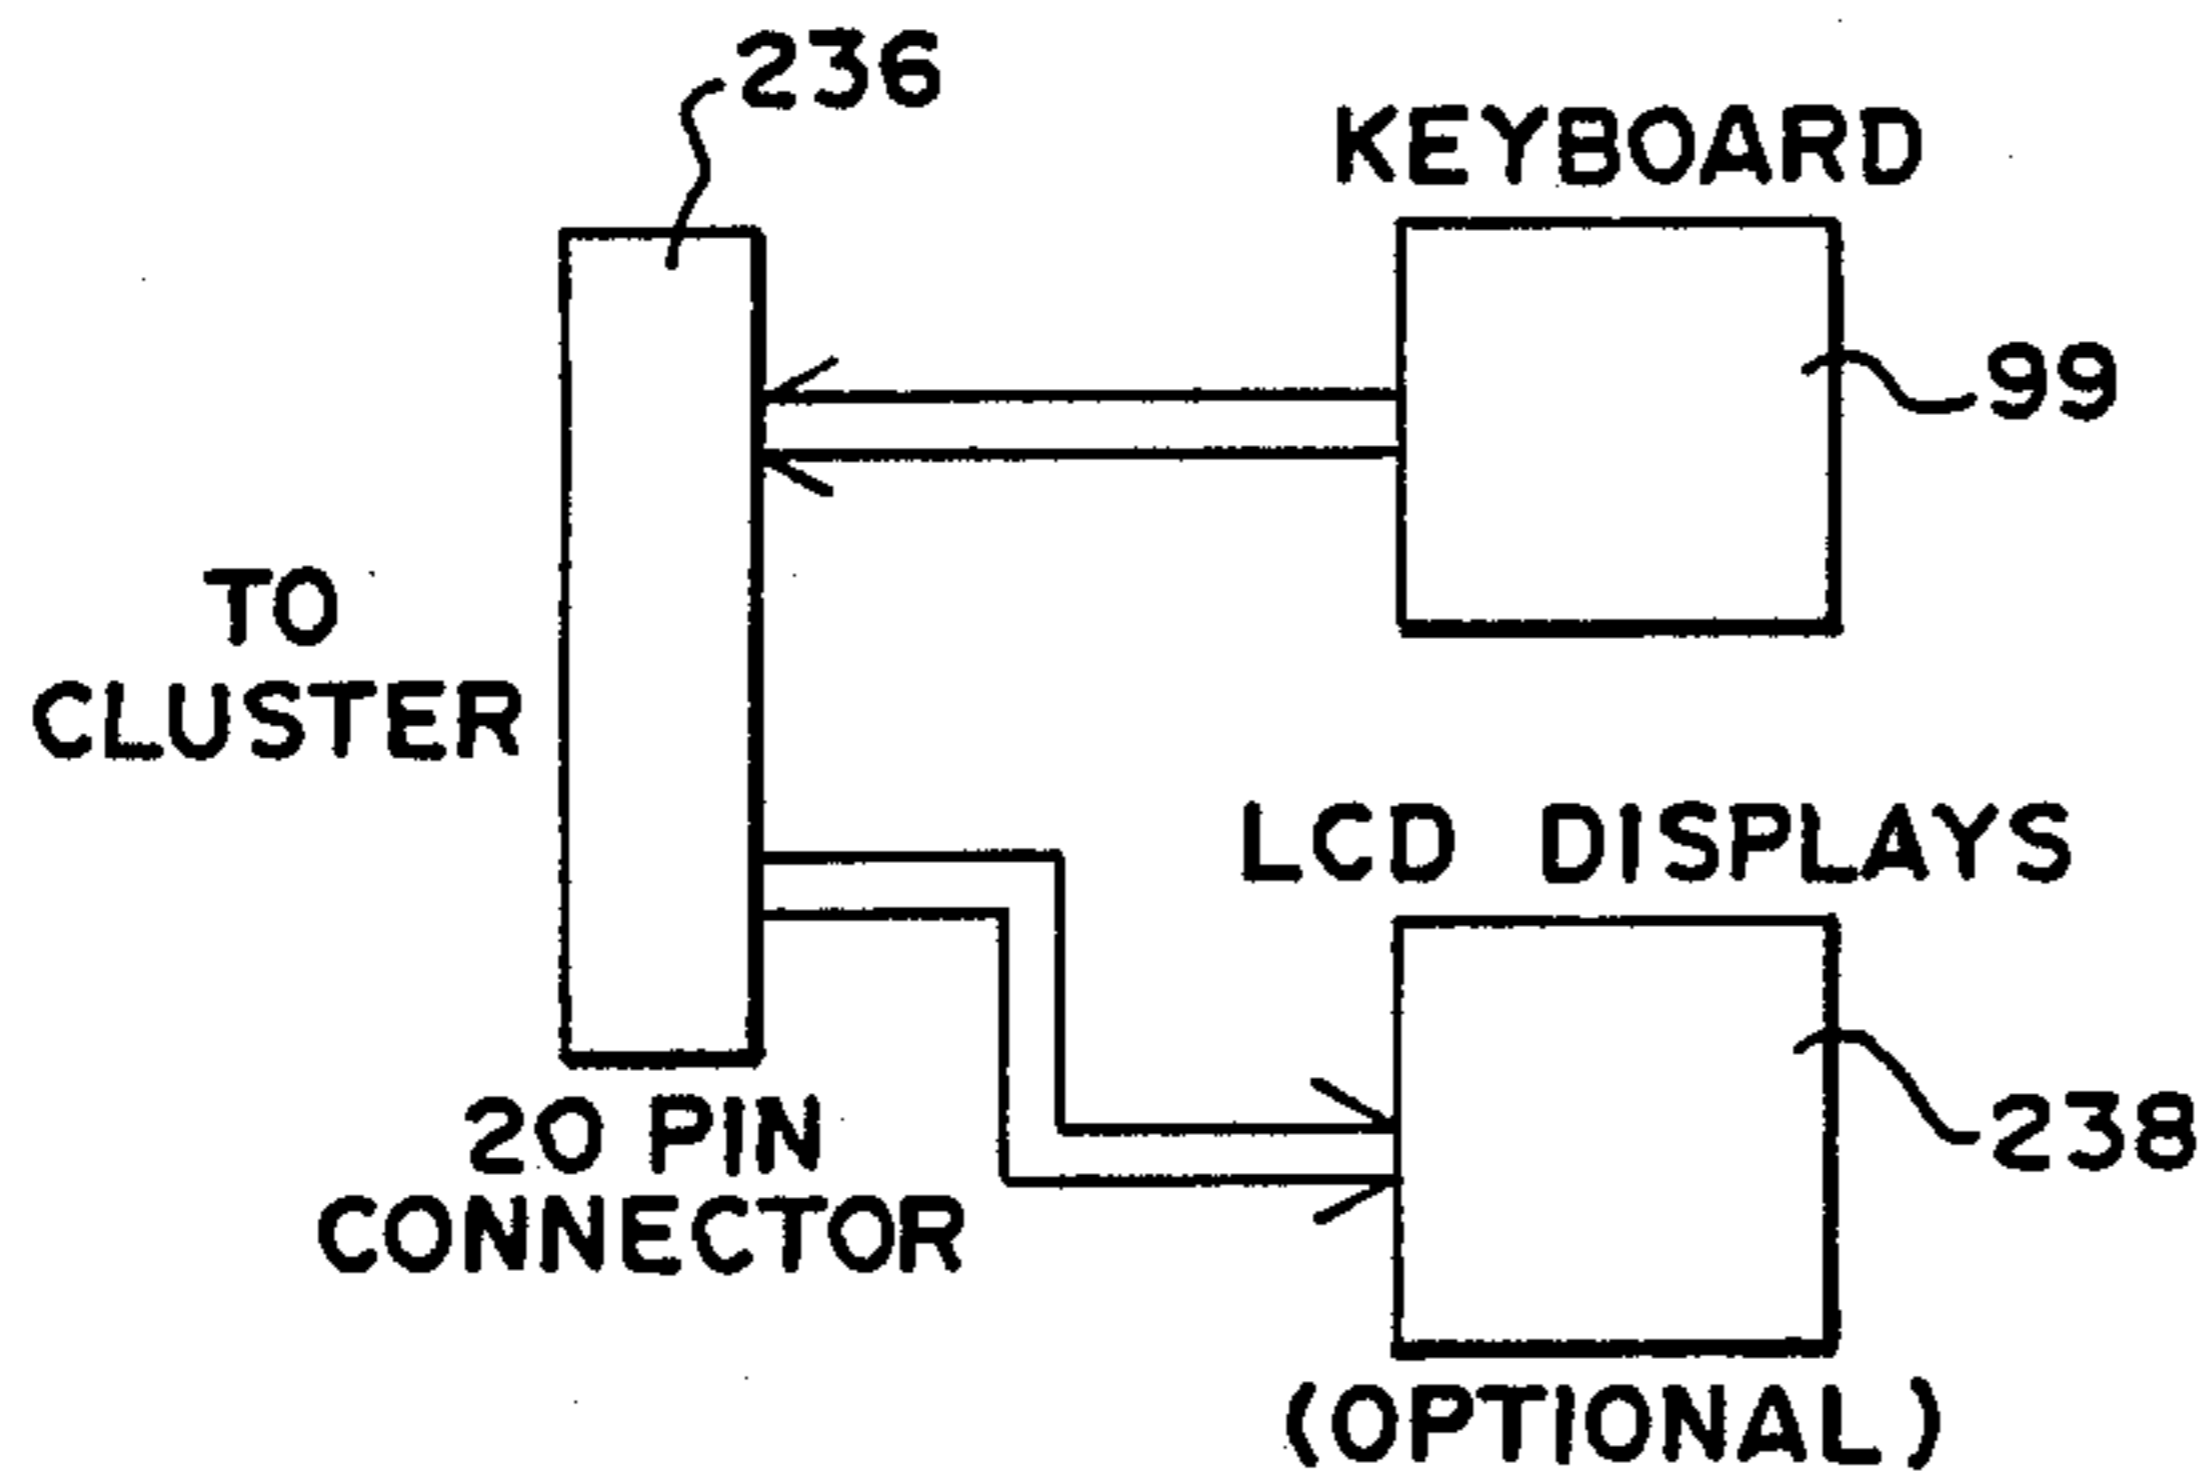 236
KEYBOARD
99
TO
CLUSTER
LCD DISPLAYS
20 PIN
CONNECTOR
238
(OPTIONAL)